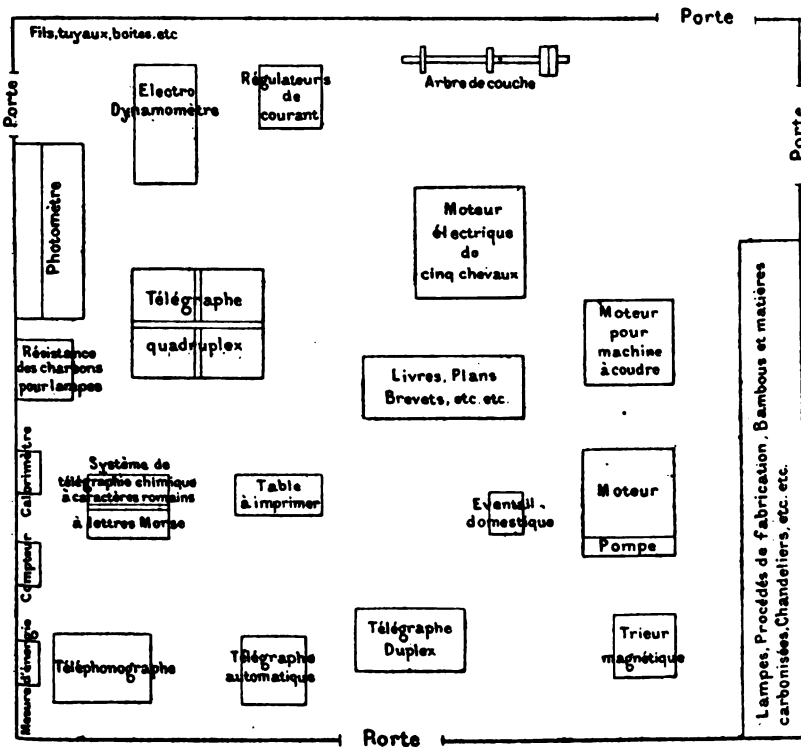 Porte
Fils, tuyaux, boites. etc
Porte
Electro
Dynamomètre
Régulateurs
de
courant
Arbre de couche
Porte
Photomètre
Moteur
électrique
de
cinq chevaux
Télégraphe
quadruplex
Moteur
pour
machine
à coudre
Résistance
des charbons
pour lampes
Livres, Plans
Brevets, etc. etc.
Calorimètre
Système de
télégraphie chimique
à caractères romains
à lettres Morse
Table
à imprimer
Eventail
domestique
Moteur
Pompe
Compteur
Mesure d'énergie
Téléphonographe
Télégraphe
automatique
Télégraphe
Duplex
Trieur
magnétique
Lampes, Procédés de fabrication, Bambous et matières
carbonisées, Chandeliers, etc. etc.
Rorte